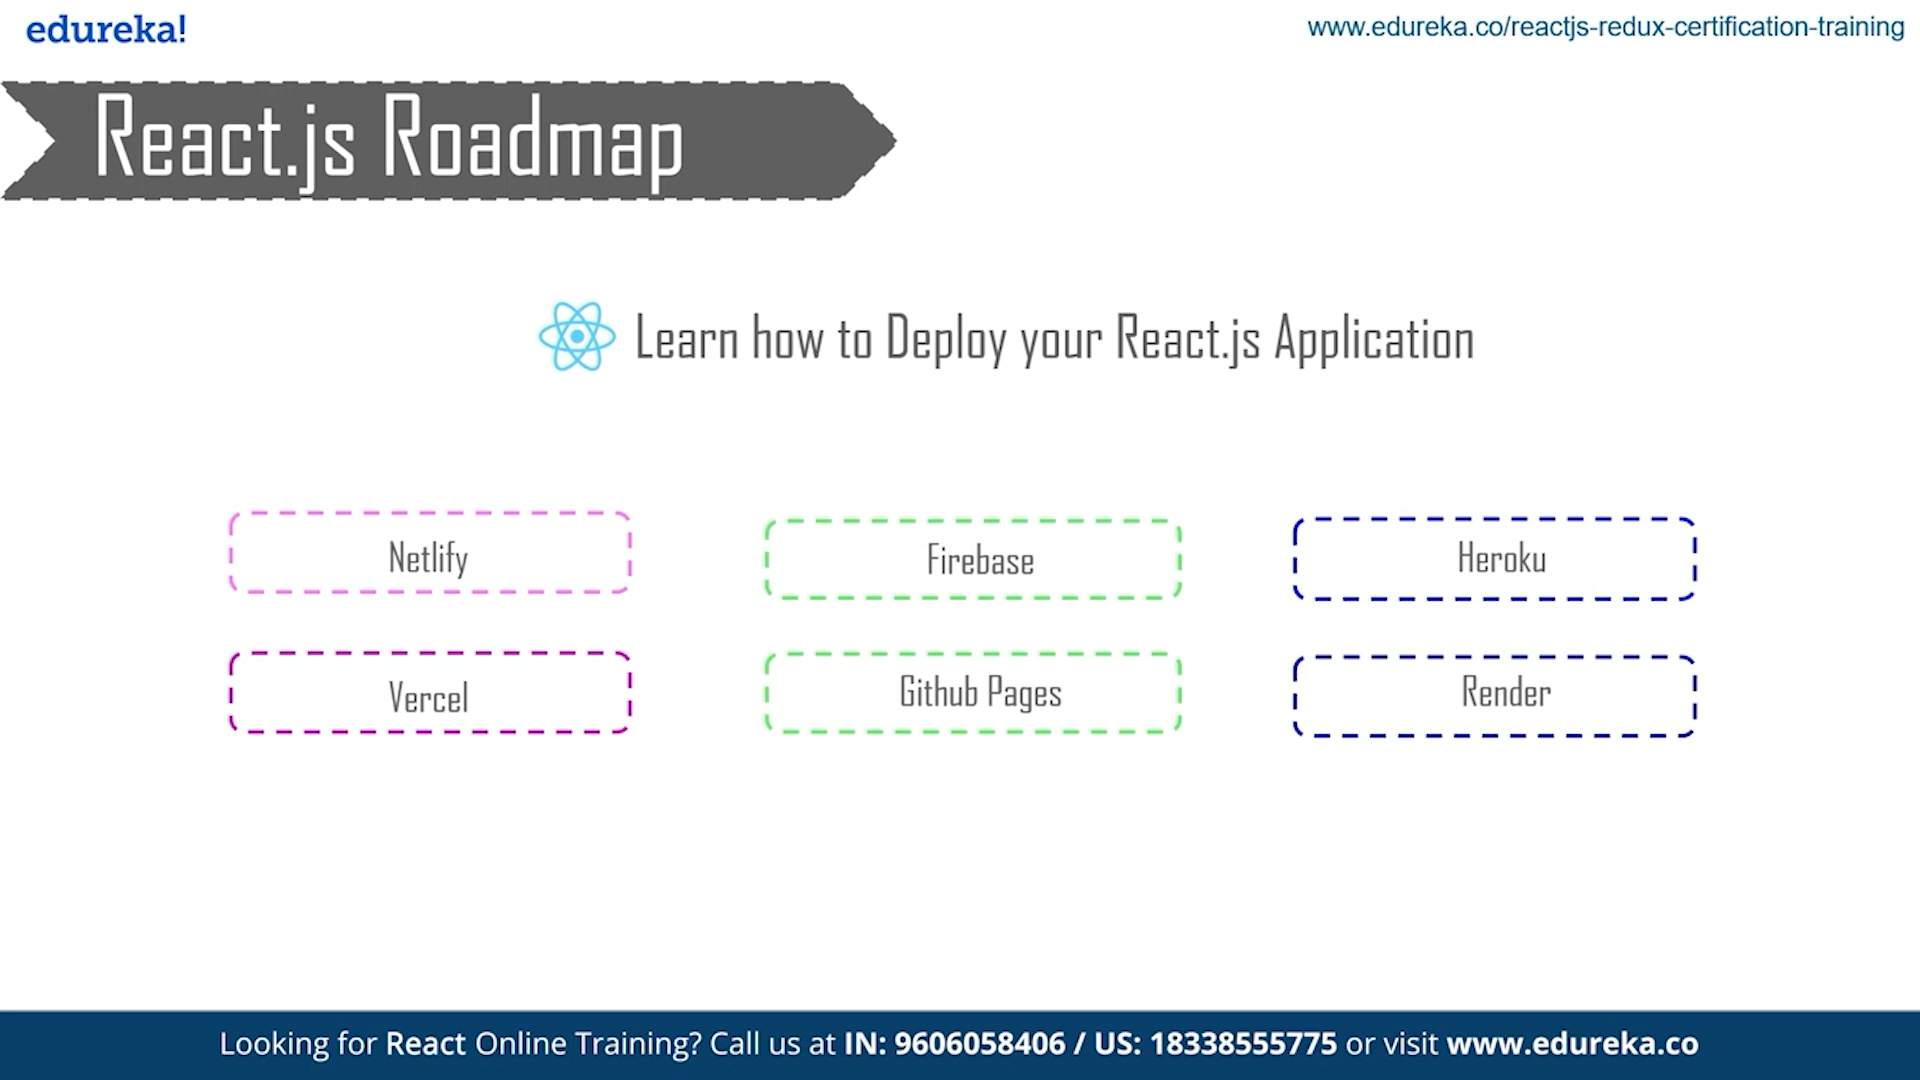 edureka!
www.edureka.co/reactjs-redux-certification-training
React.js Roadmap
Learn how to Deploy your React.js Application
Netlify
Firebase
Heroku
Vercel
Github Pages
Render
Looking for React Online Training? Call us at IN: 9606058406 / US: 18338555775 or visit www.edureka.co